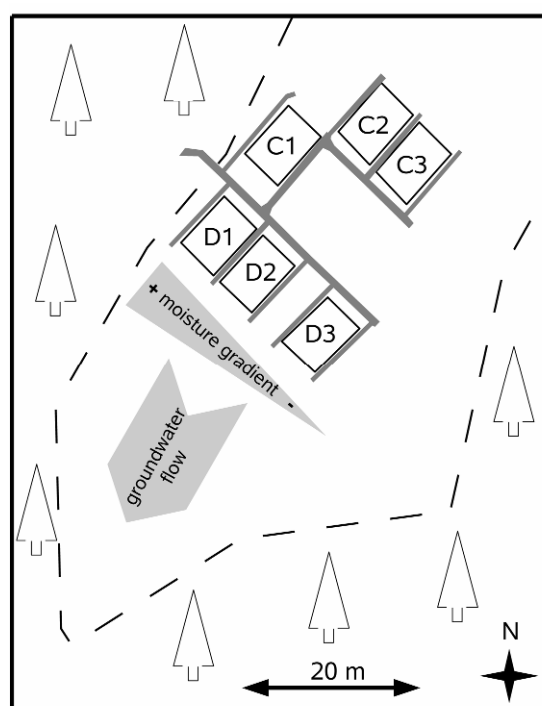 C1
C2
C3
D1
D2
D3
+ moisture gradient -
groundwater
flow
N
20 m